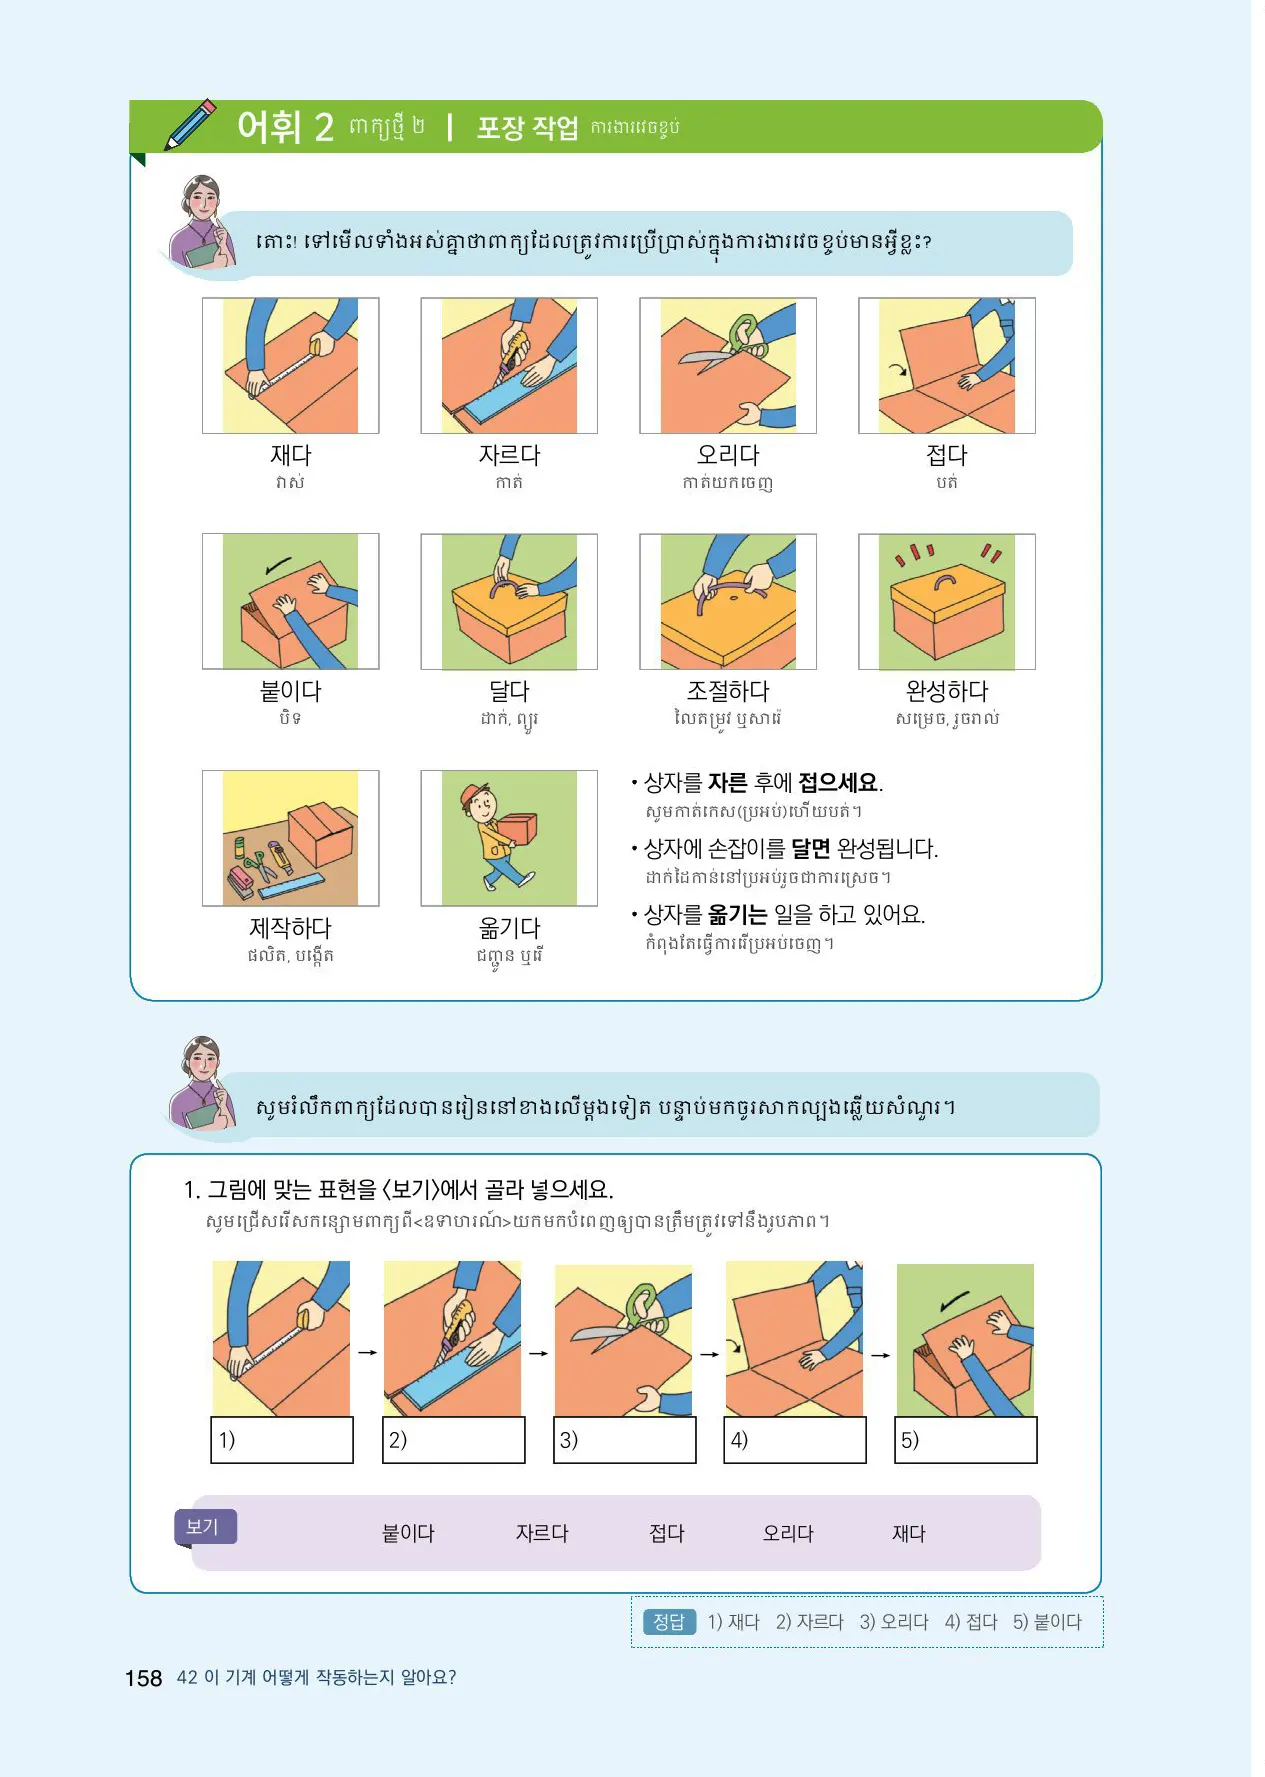 어휘 2 ពាក្យថ្មី ២ | 포장 작업 ការងារវេចខ្ចប់
តោះ! ទៅមើលទាំងអស់គ្នាថាពាក្យដែលត្រូវការប្រើប្រាស់ក្នុងការងារវេចខ្ចប់មានអ្វីខ្លះ?
재다 자르다 오리다 접다
វាស់ កាត់ កាត់យកចេញ បត់
붙이다 달다 조절하다 완성하다
បិទ ដាក់, ព្យួរ លៃតម្រូវ ឬសារ៉េ សម្រេច, រួចរាល់
제작하다 옮기다
ផលិត, បង្កើត ជញ្ជូន ឬរើ
• 상자를 자른 후에 접으세요.
សូមកាត់កេស(ប្រអប់)ហើយបត់។
• 상자에 손잡이를 달면 완성됩니다.
ដាក់ដៃកាន់នៅប្រអប់រួចជាការស្រេច។
• 상자를 옮기는 일을 하고 있어요.
កំពុងតែធ្វើការរើប្រអប់ចេញ។
សូមរំលឹកពាក្យដែលបានរៀននៅខាងលើម្តងទៀត បន្ទាប់មកចូរសាកល្បងឆ្លើយសំណួរ។
1. 그림에 맞는 표현을 〈보기〉에서 골라 넣으세요.
សូមជ្រើសរើសកន្សោមពាក្យពី<ឧទាហរណ៍>យកមកបំពេញឲ្យបានត្រឹមត្រូវទៅនឹងរូបភាព។
→ → → →
1) 2) 3) 4) 5)
보기 붙이다 자르다 접다 오리다 재다
정답 1) 재다 2) 자르다 3) 오리다 4) 접다 5) 붙이다
158 42 이 기계 어떻게 작동하는지 알아요?